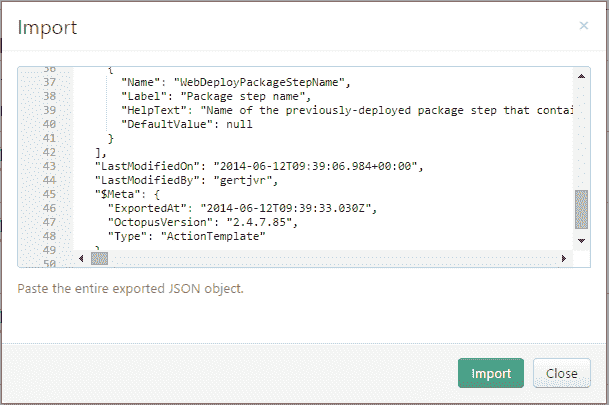 Import
×
36 {
37 "Name": "WebDeployPackageStepName",
38 "Label": "Package step name",
39 "HelpText": "Name of the previously-deployed package step that contai
40 "DefaultValue": null
41 }
42 ],
43 "LastModifiedOn": "2014-06-12T09:39:06.984+00:00",
44 "LastModifiedBy": "gertjvr",
45 "$Meta": {
46 "ExportedAt": "2014-06-12T09:39:33.030Z",
47 "OctopusVersion": "2.4.7.85",
48 "Type": "ActionTemplate"
49 }
50
Paste the entire exported JSON object.
Import Close